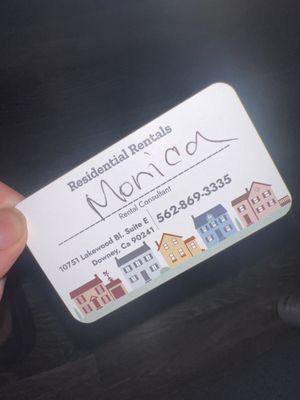 Residential Rentals
Monica
Rental Consultant
10751 Lakewood Bl. Suite E
Downey, Ca 90241
562-869-3335